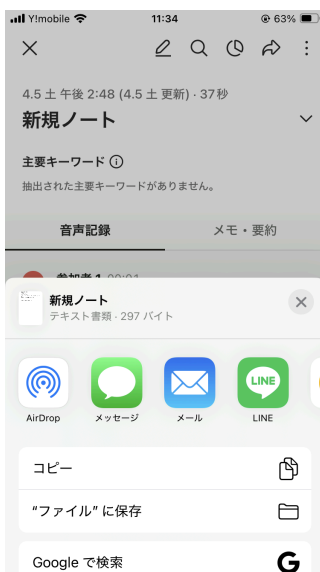 Y!mobile 11:34 63%
4.5 土 午後 2:48 (4.5 土 更新) · 37秒
新規ノート
主要キーワード
抽出された主要キーワードがありません。
音声記録 メモ・要約
参加者 1 00:01
新規ノート
テキスト書類 · 297 バイト
LINE
AirDrop メッセージ メール LINE
コピー
“ファイル” に保存
Google で検索 G